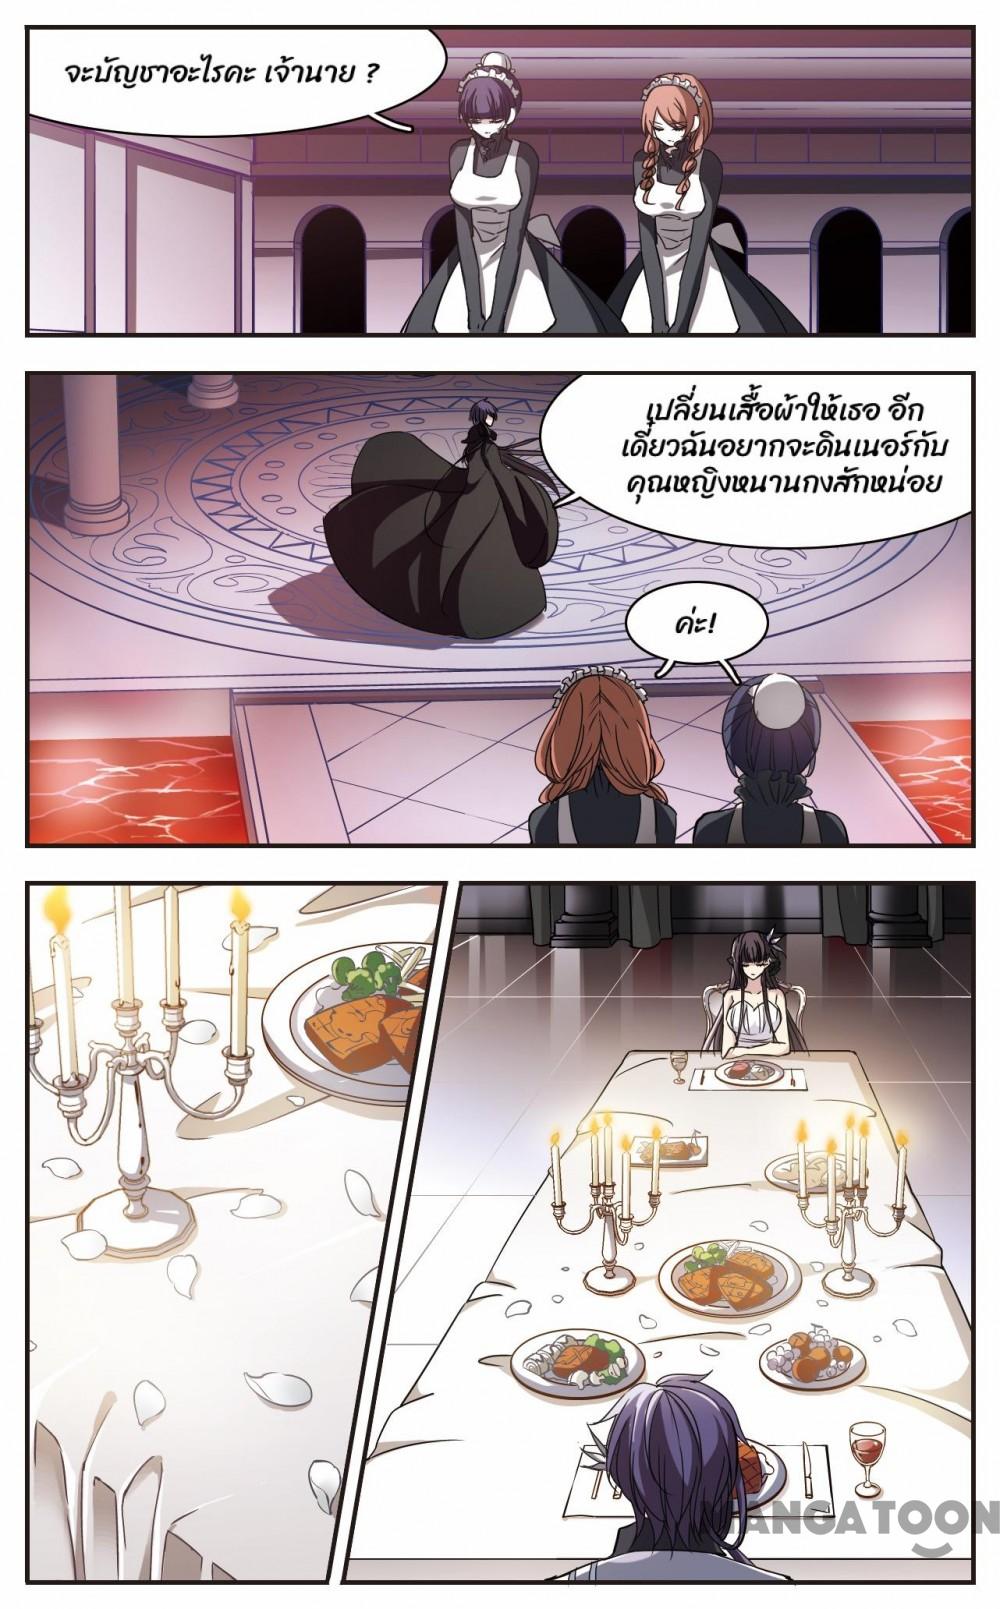 จะบัญชาอะไรคะ เจ้านาย ?
เปลี่ยนเสื้อผ้าให้เธอ อีก
เดี๋ยวฉันอยากจะดินเนอร์กับ
คุณหญิงหนานกงสักหน่อย
ค่ะ!
MANGATOON